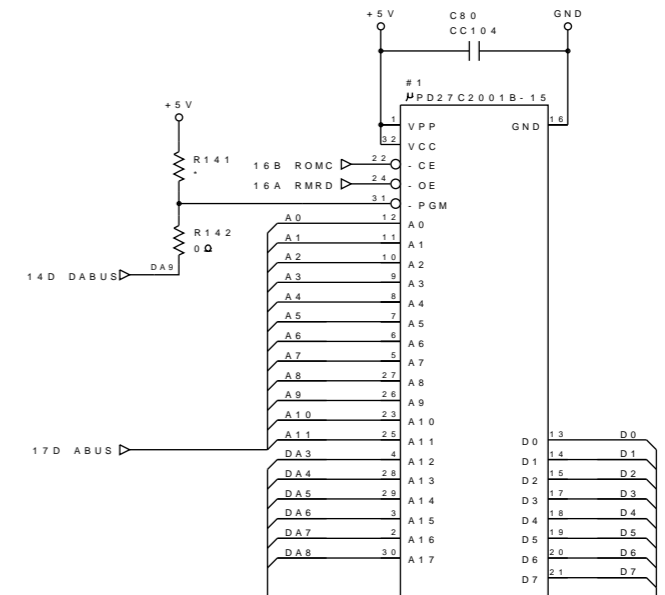 +5V
C80
CC104
GND
#1
μPD27C2001B-15
+5V
R141
*
R142
0Ω
DA9
14D DABUS
16B ROMC
16A RMRD
17D ABUS
1 VPP
32 VCC
22 -CE
24 -OE
31 -PGM
A0 12 A0
A1 11 A1
A2 10 A2
A3 9 A3
A4 8 A4
A5 7 A5
A6 6 A6
A7 5 A7
A8 27 A8
A9 26 A9
A10 23 A10
A11 25 A11
DA3 4 A12
DA4 28 A13
DA5 29 A14
DA6 3 A15
DA7 2 A16
DA8 30 A17
GND 16
D0 13 D0
D1 14 D1
D2 15 D2
D3 17 D3
D4 18 D4
D5 19 D5
D6 20 D6
D7 21 D7